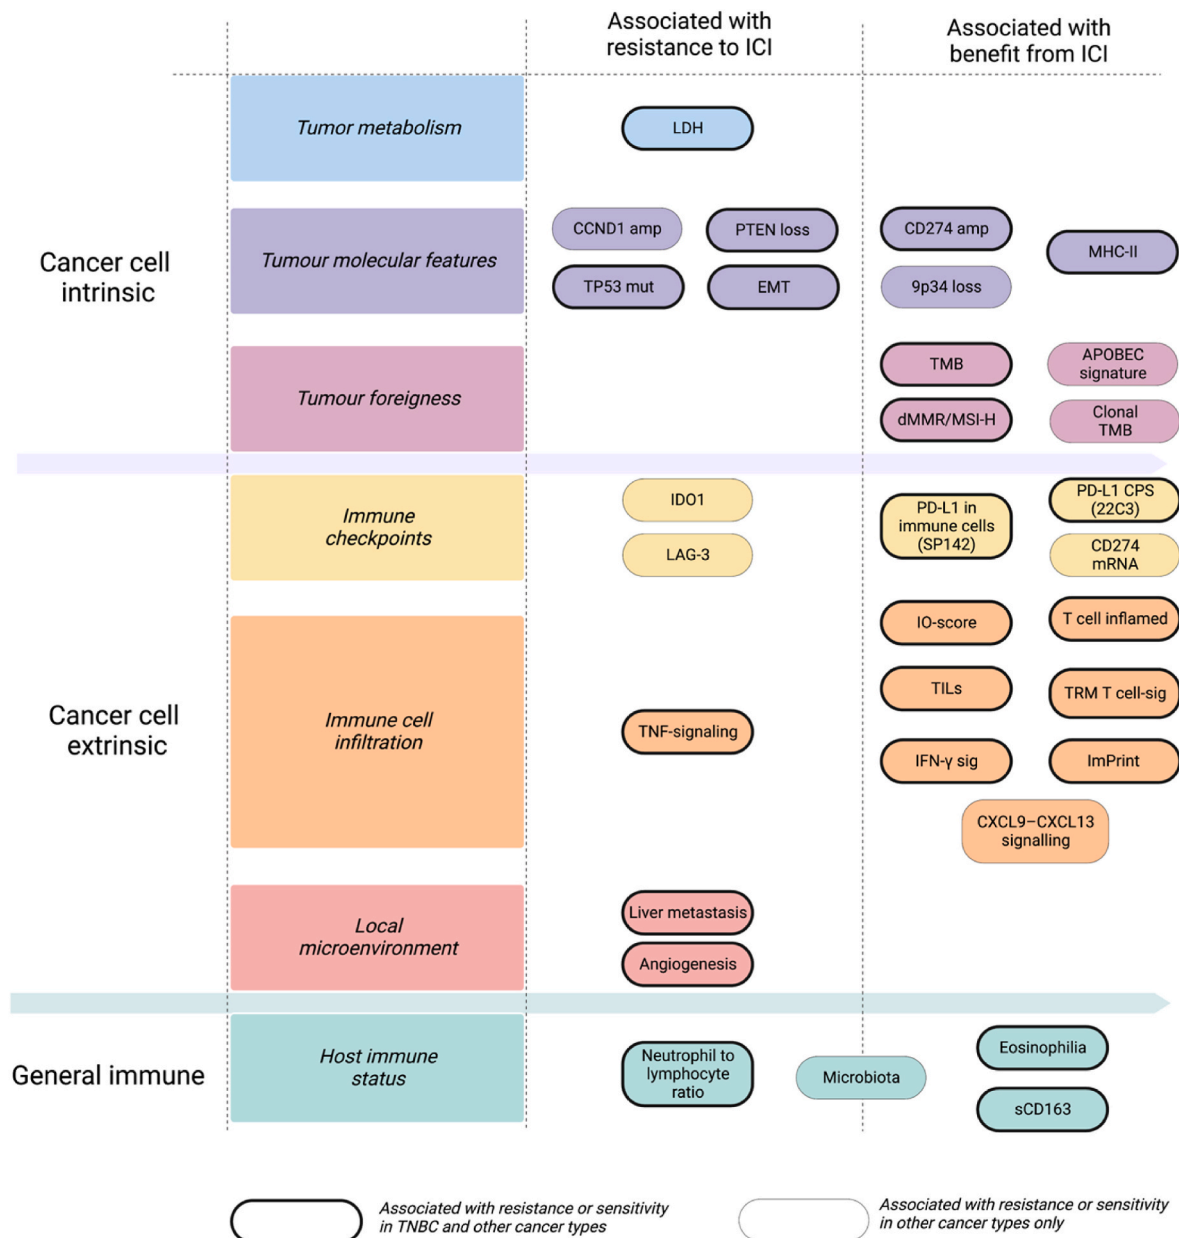 Associated with
resistance to ICI
Associated with
benefit from ICI
Cancer cell
intrinsic
Tumor metabolism
LDH
Tumour molecular features
CCND1 amp
PTEN loss
TP53 mut
EMT
CD274 amp
MHC-II
9p34 loss
Tumour foreignness
TMB
APOBEC
signature
dMMR/MSI-H
Clonal
TMB
Cancer cell
extrinsic
Immune
checkpoints
IDO1
LAG-3
PD-L1 in
immune cells
(SP142)
PD-L1 CPS
(22C3)
CD274
mRNA
Immune cell
infiltration
TNF-signaling
IO-score
T cell inflamed
TILs
TRM T cell-sig
IFN-γ sig
ImPrint
CXCL9–CXCL13
signalling
Local
microenvironment
Liver metastasis
Angiogenesis
General immune
Host immune
status
Neutrophil to
lymphocyte
ratio
Microbiota
Eosinophilia
sCD163
Associated with resistance or sensitivity
in TNBC and other cancer types
Associated with resistance or sensitivity
in other cancer types only